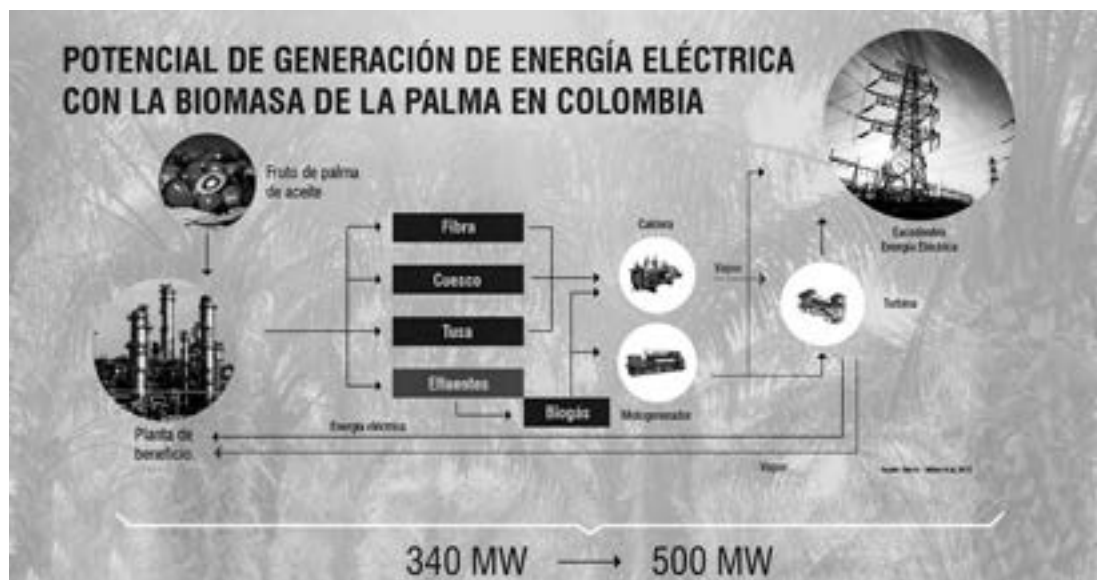 POTENCIAL DE GENERACIÓN DE ENERGÍA ELÉCTRICA
CON LA BIOMASA DE LA PALMA EN COLOMBIA
Fruto de palma
de aceite
Fibra
Cuesco
Tusa
Efluentes
Biogás
Caldera
Vapor
Motogenerador
Turbina
Excedentes
Energía Eléctrica
Planta de
beneficio
Energía eléctrica
Vapor
340 MW
500 MW